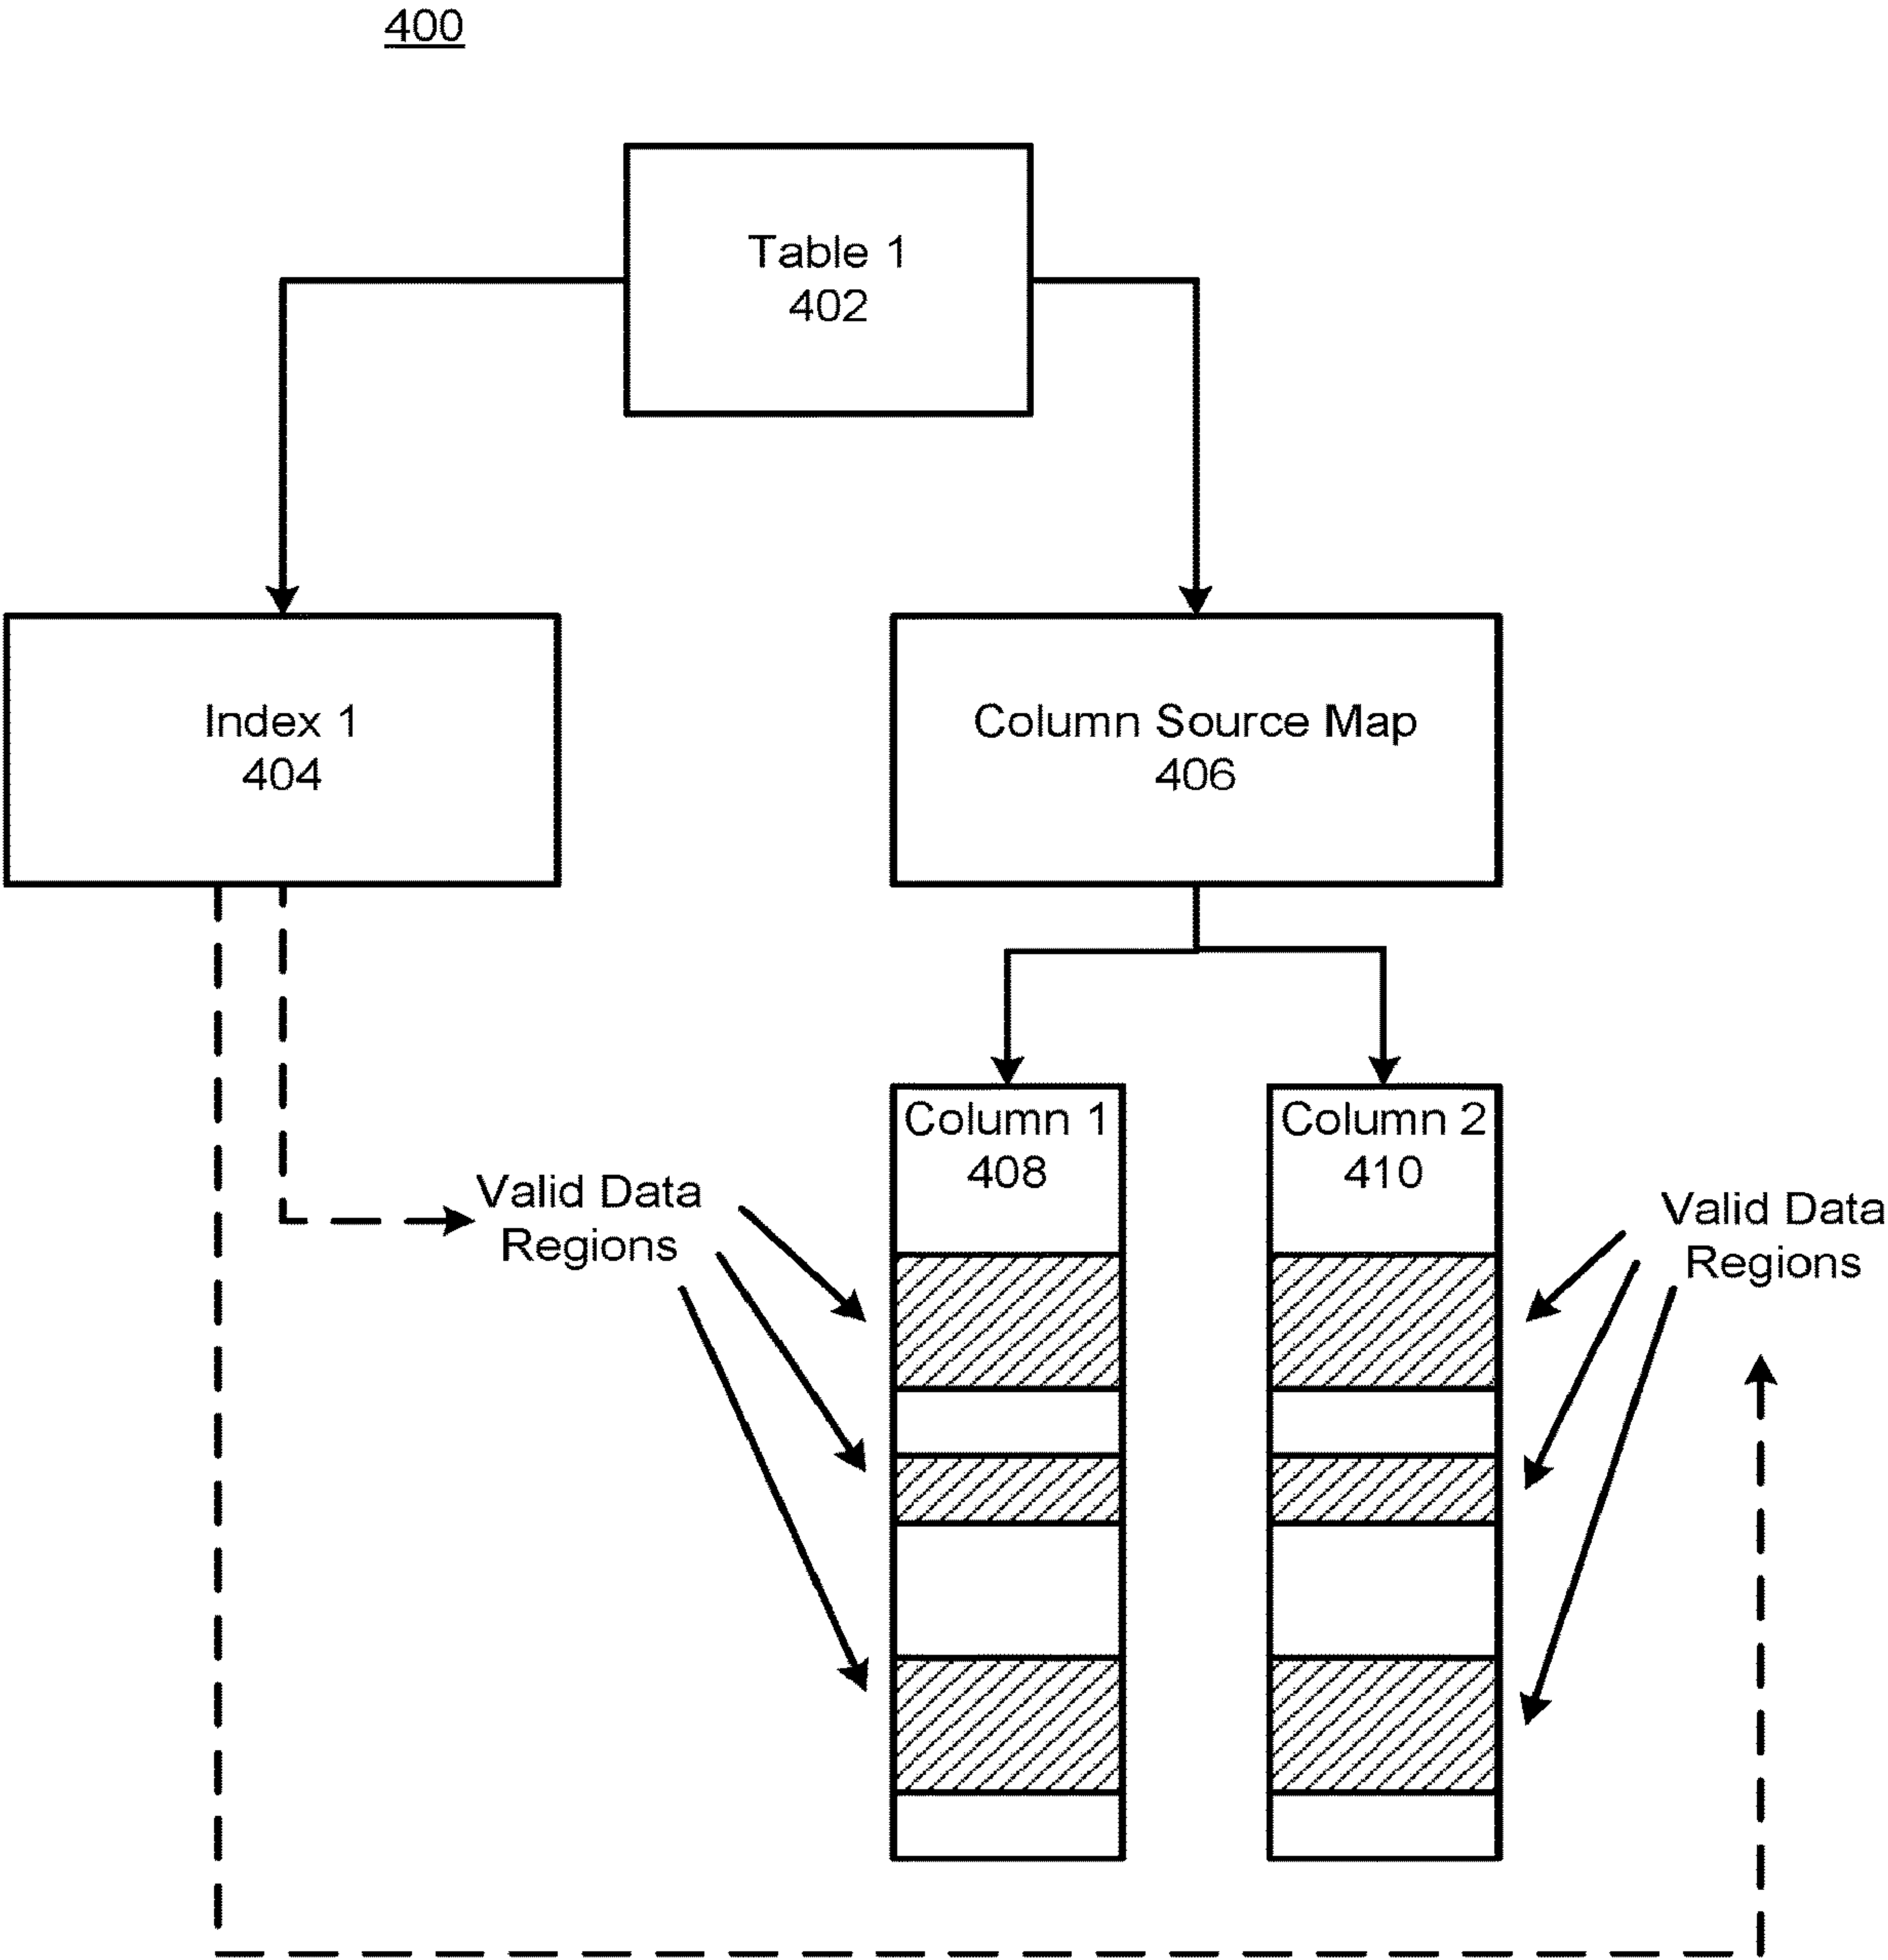 400
Table 1
402
Index 1
404
Column Source Map
406
Column 1
408
Column 2
410
Valid Data
Regions
Valid Data
Regions